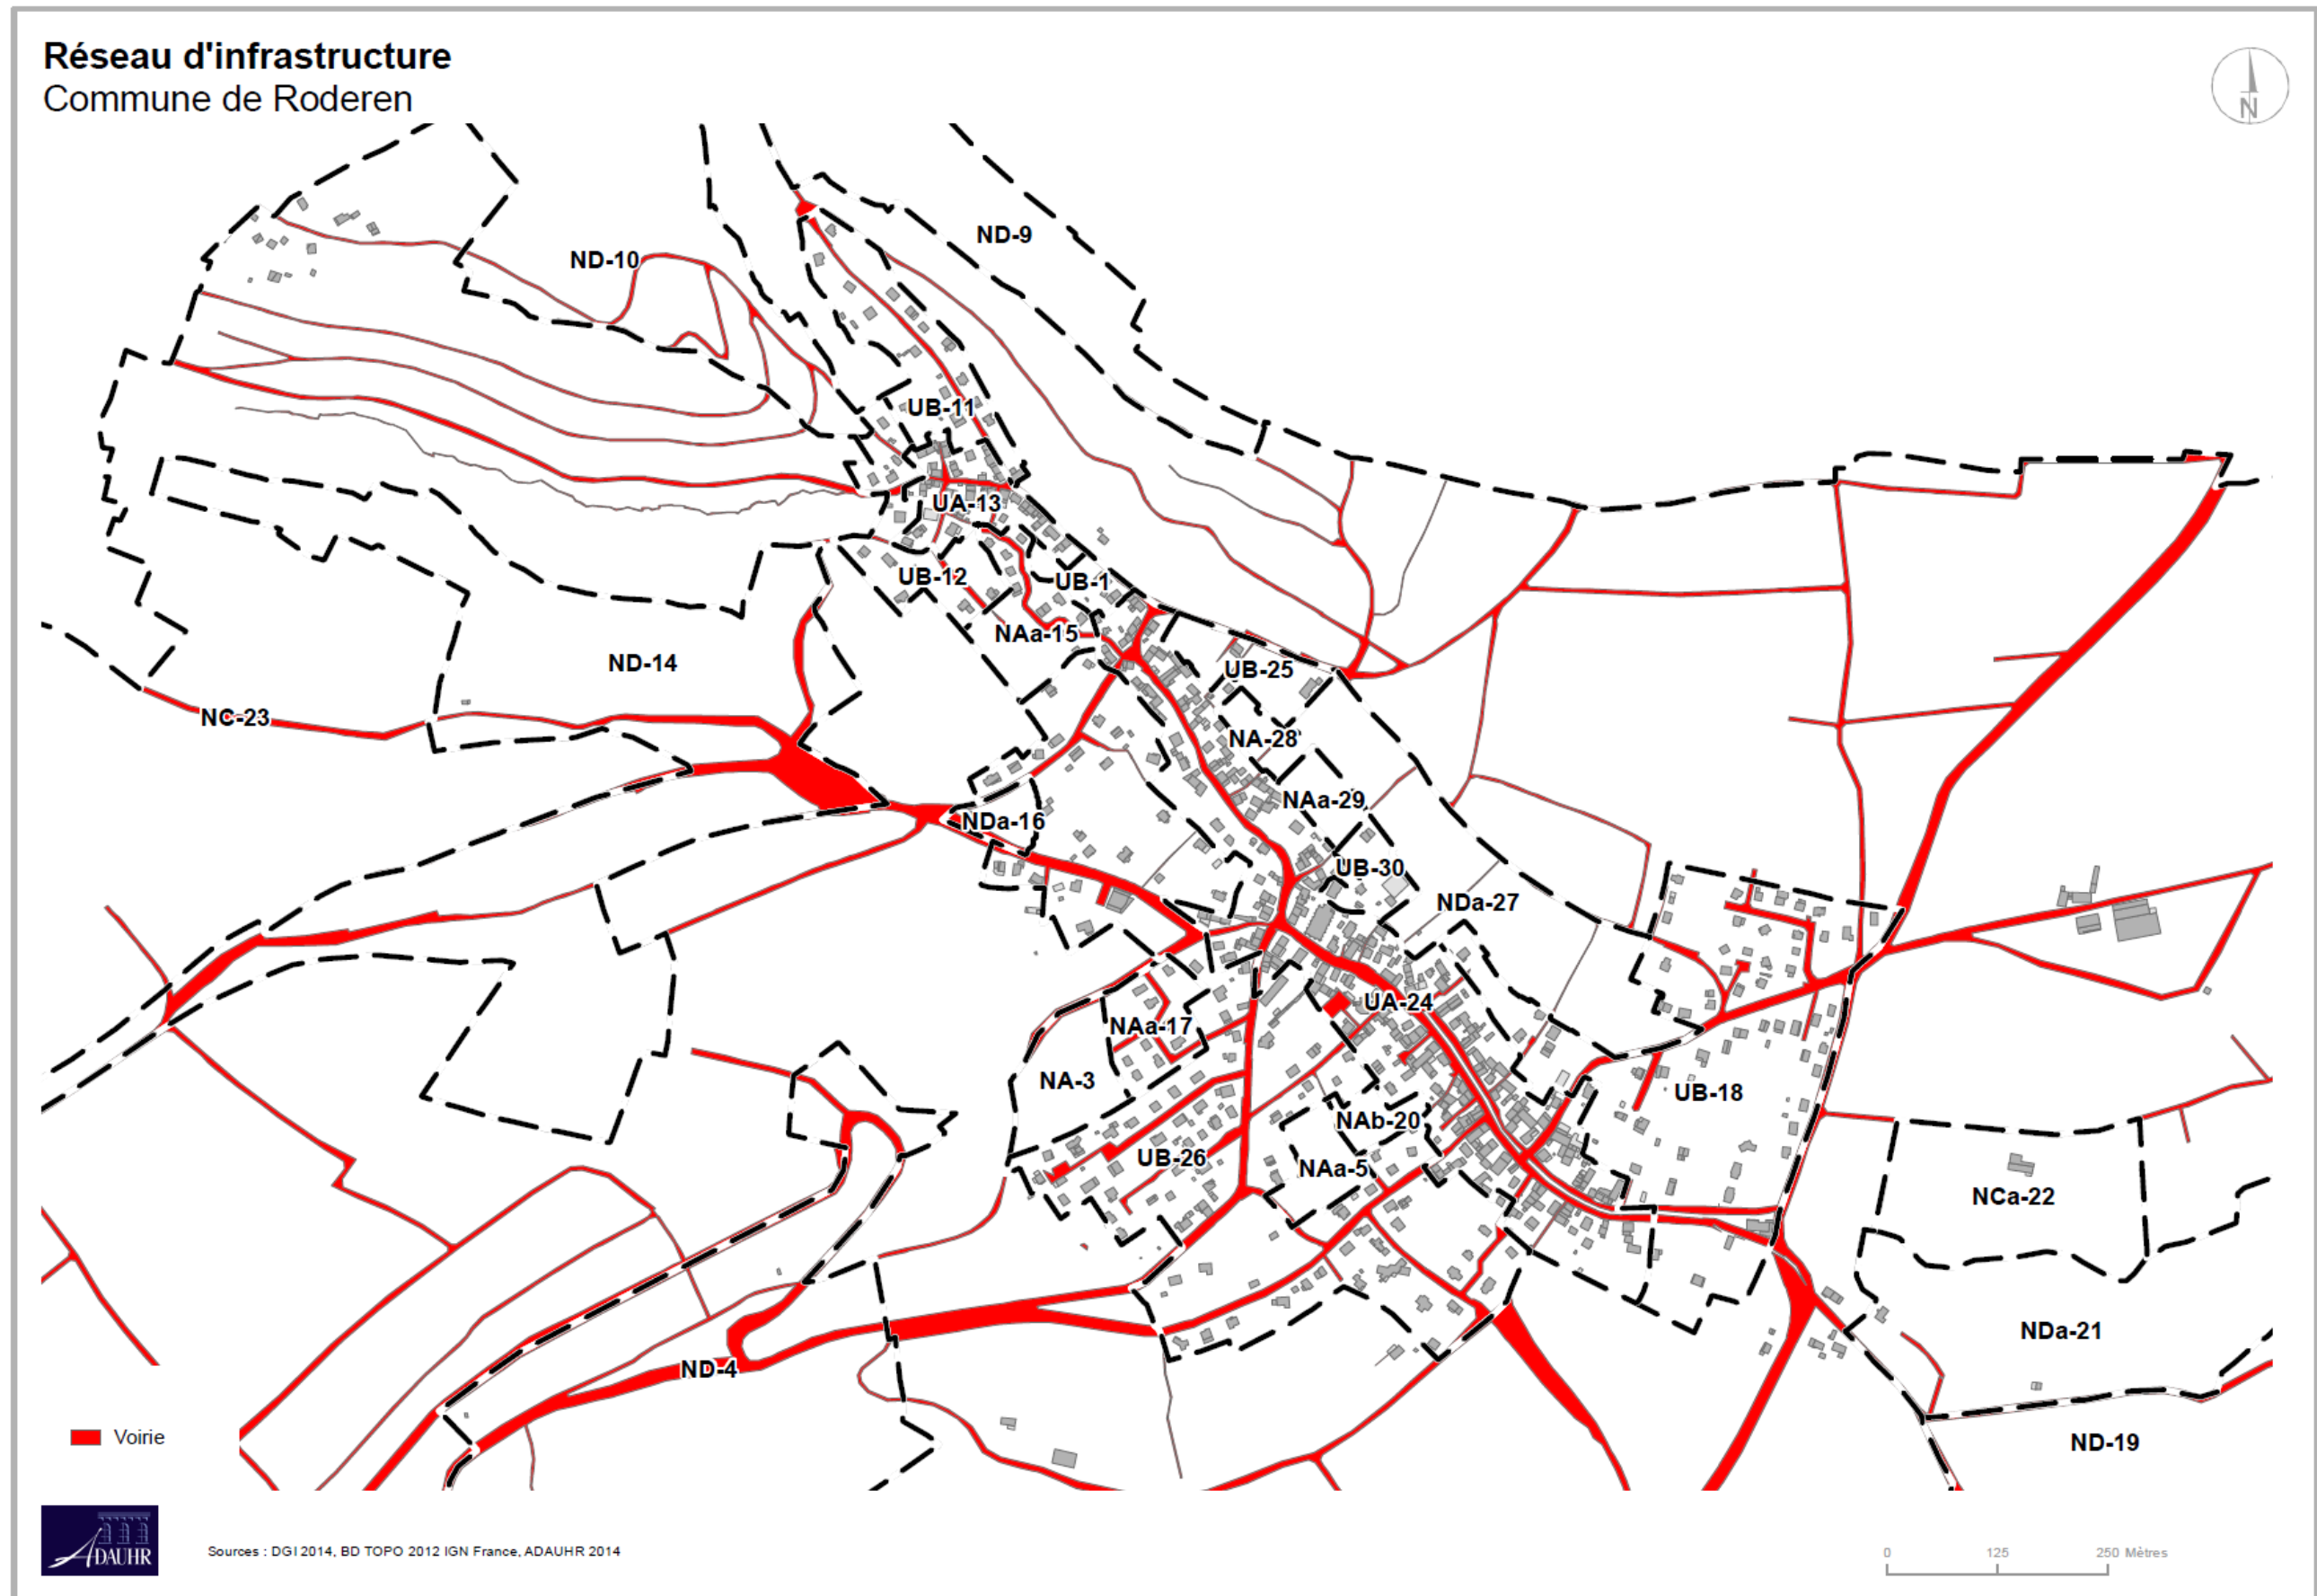 Réseau d'infrastructure
Commune de Roderen
N
ND-9
ND-10
UB-11
UA-13
UB-12
UB-1
NAa-15
ND-14
UB-25
NC-23
NA-28
NAa-29
NDa-16
UB-30
NDa-27
UA-24
NAa-17
NA-3
UB-18
NAb-20
UB-26
NAa-5
NCa-22
NDa-21
ND-4
Voirie
ND-19
ADAUHR
Sources : DGI 2014, BD TOPO 2012 IGN France, ADAUHR 2014
0 125 250 Mètres